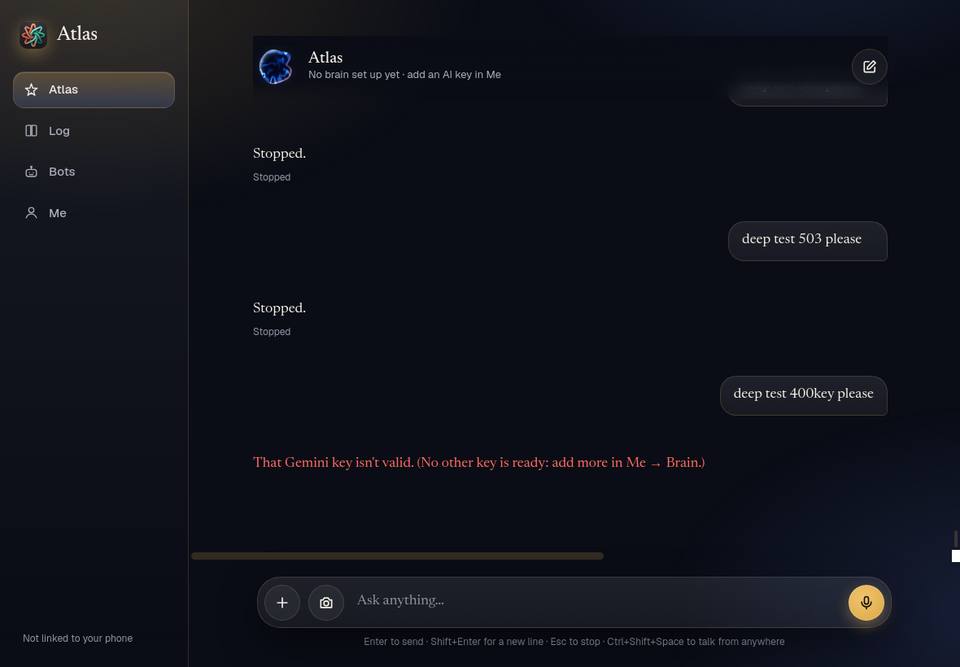 Atlas
Atlas
Log
Bots
Me
Not linked to your phone
Atlas
No brain set up yet · add an AI key in Me
Stopped.
Stopped
deep test 503 please
Stopped.
Stopped
deep test 400key please
That Gemini key isn't valid. (No other key is ready: add more in Me → Brain.)
Ask anything...
Enter to send · Shift+Enter for a new line · Esc to stop · Ctrl+Shift+Space to talk from anywhere